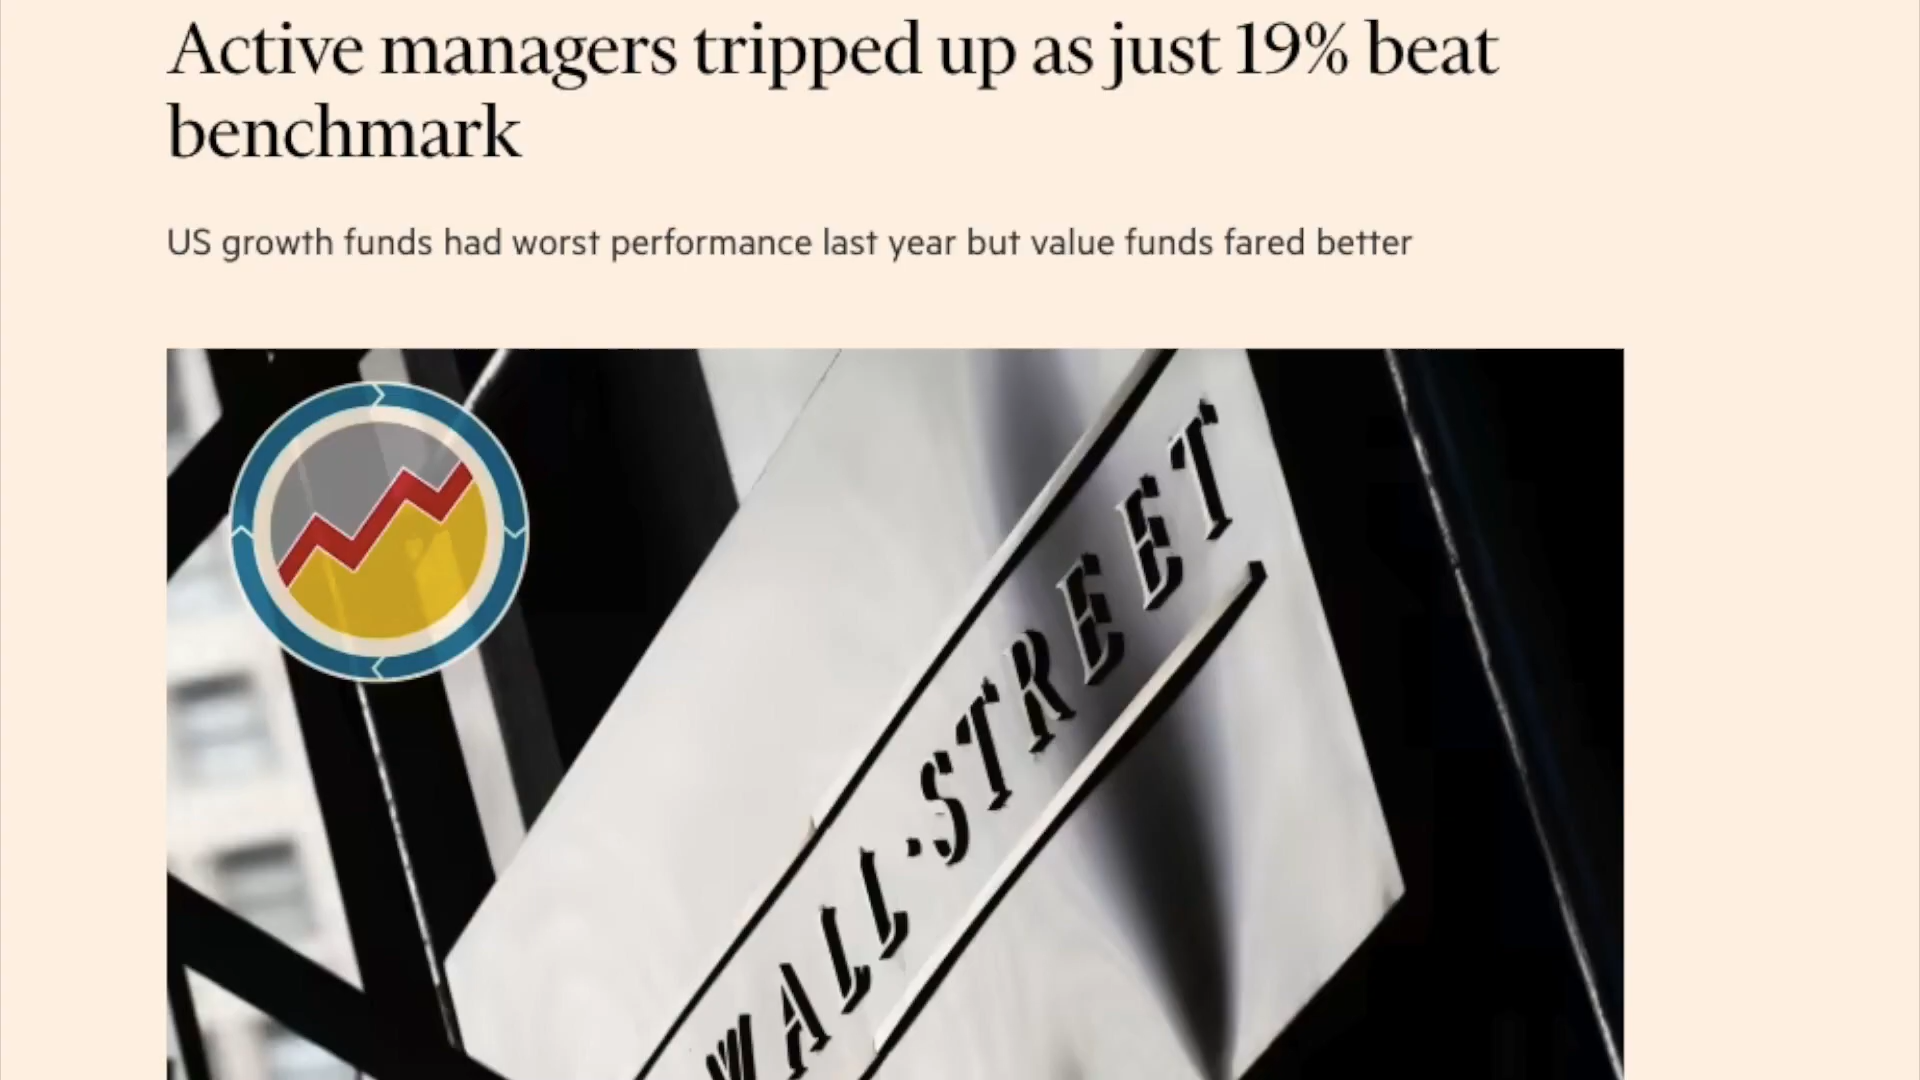 Active managers tripped up as just 19% beat
benchmark
US growth funds had worst performance last year but value funds fared better
WALL·STREET